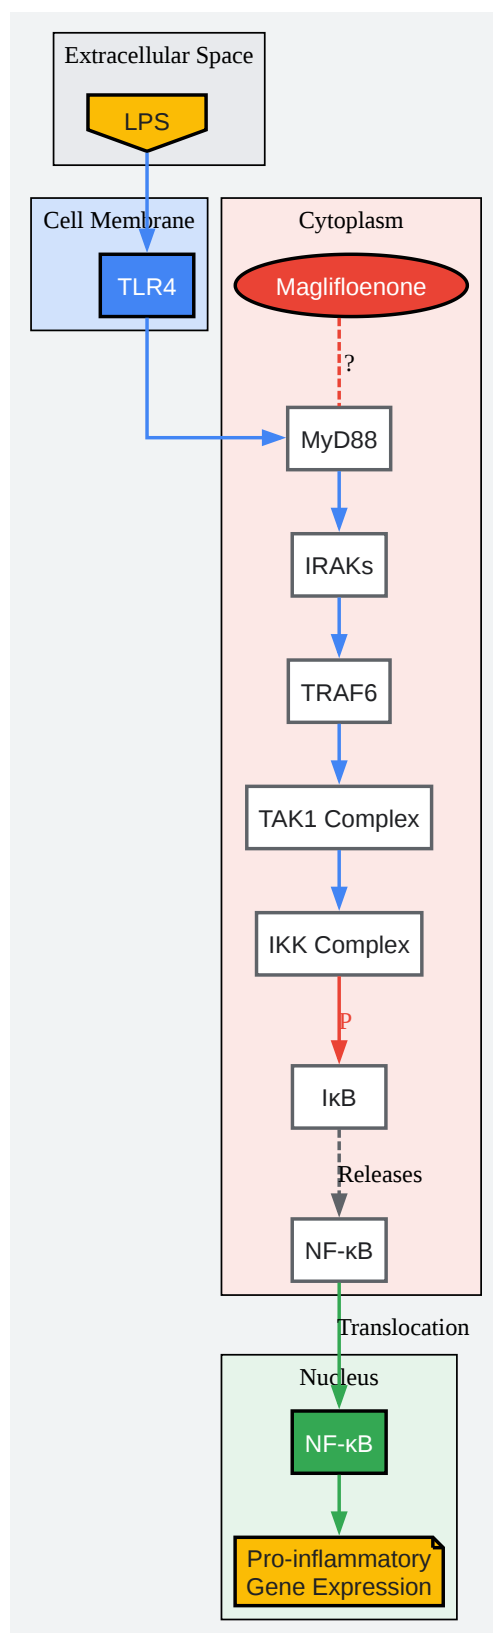 Extracellular Space
LPS
Cell Membrane
TLR4
Cytoplasm
Maglifloenone
?
MyD88
IRAKs
TRAF6
TAK1 Complex
IKK Complex
P
IκB
Releases
NF-κB
Translocation
Nucleus
NF-κB
Pro-inflammatory
Gene Expression